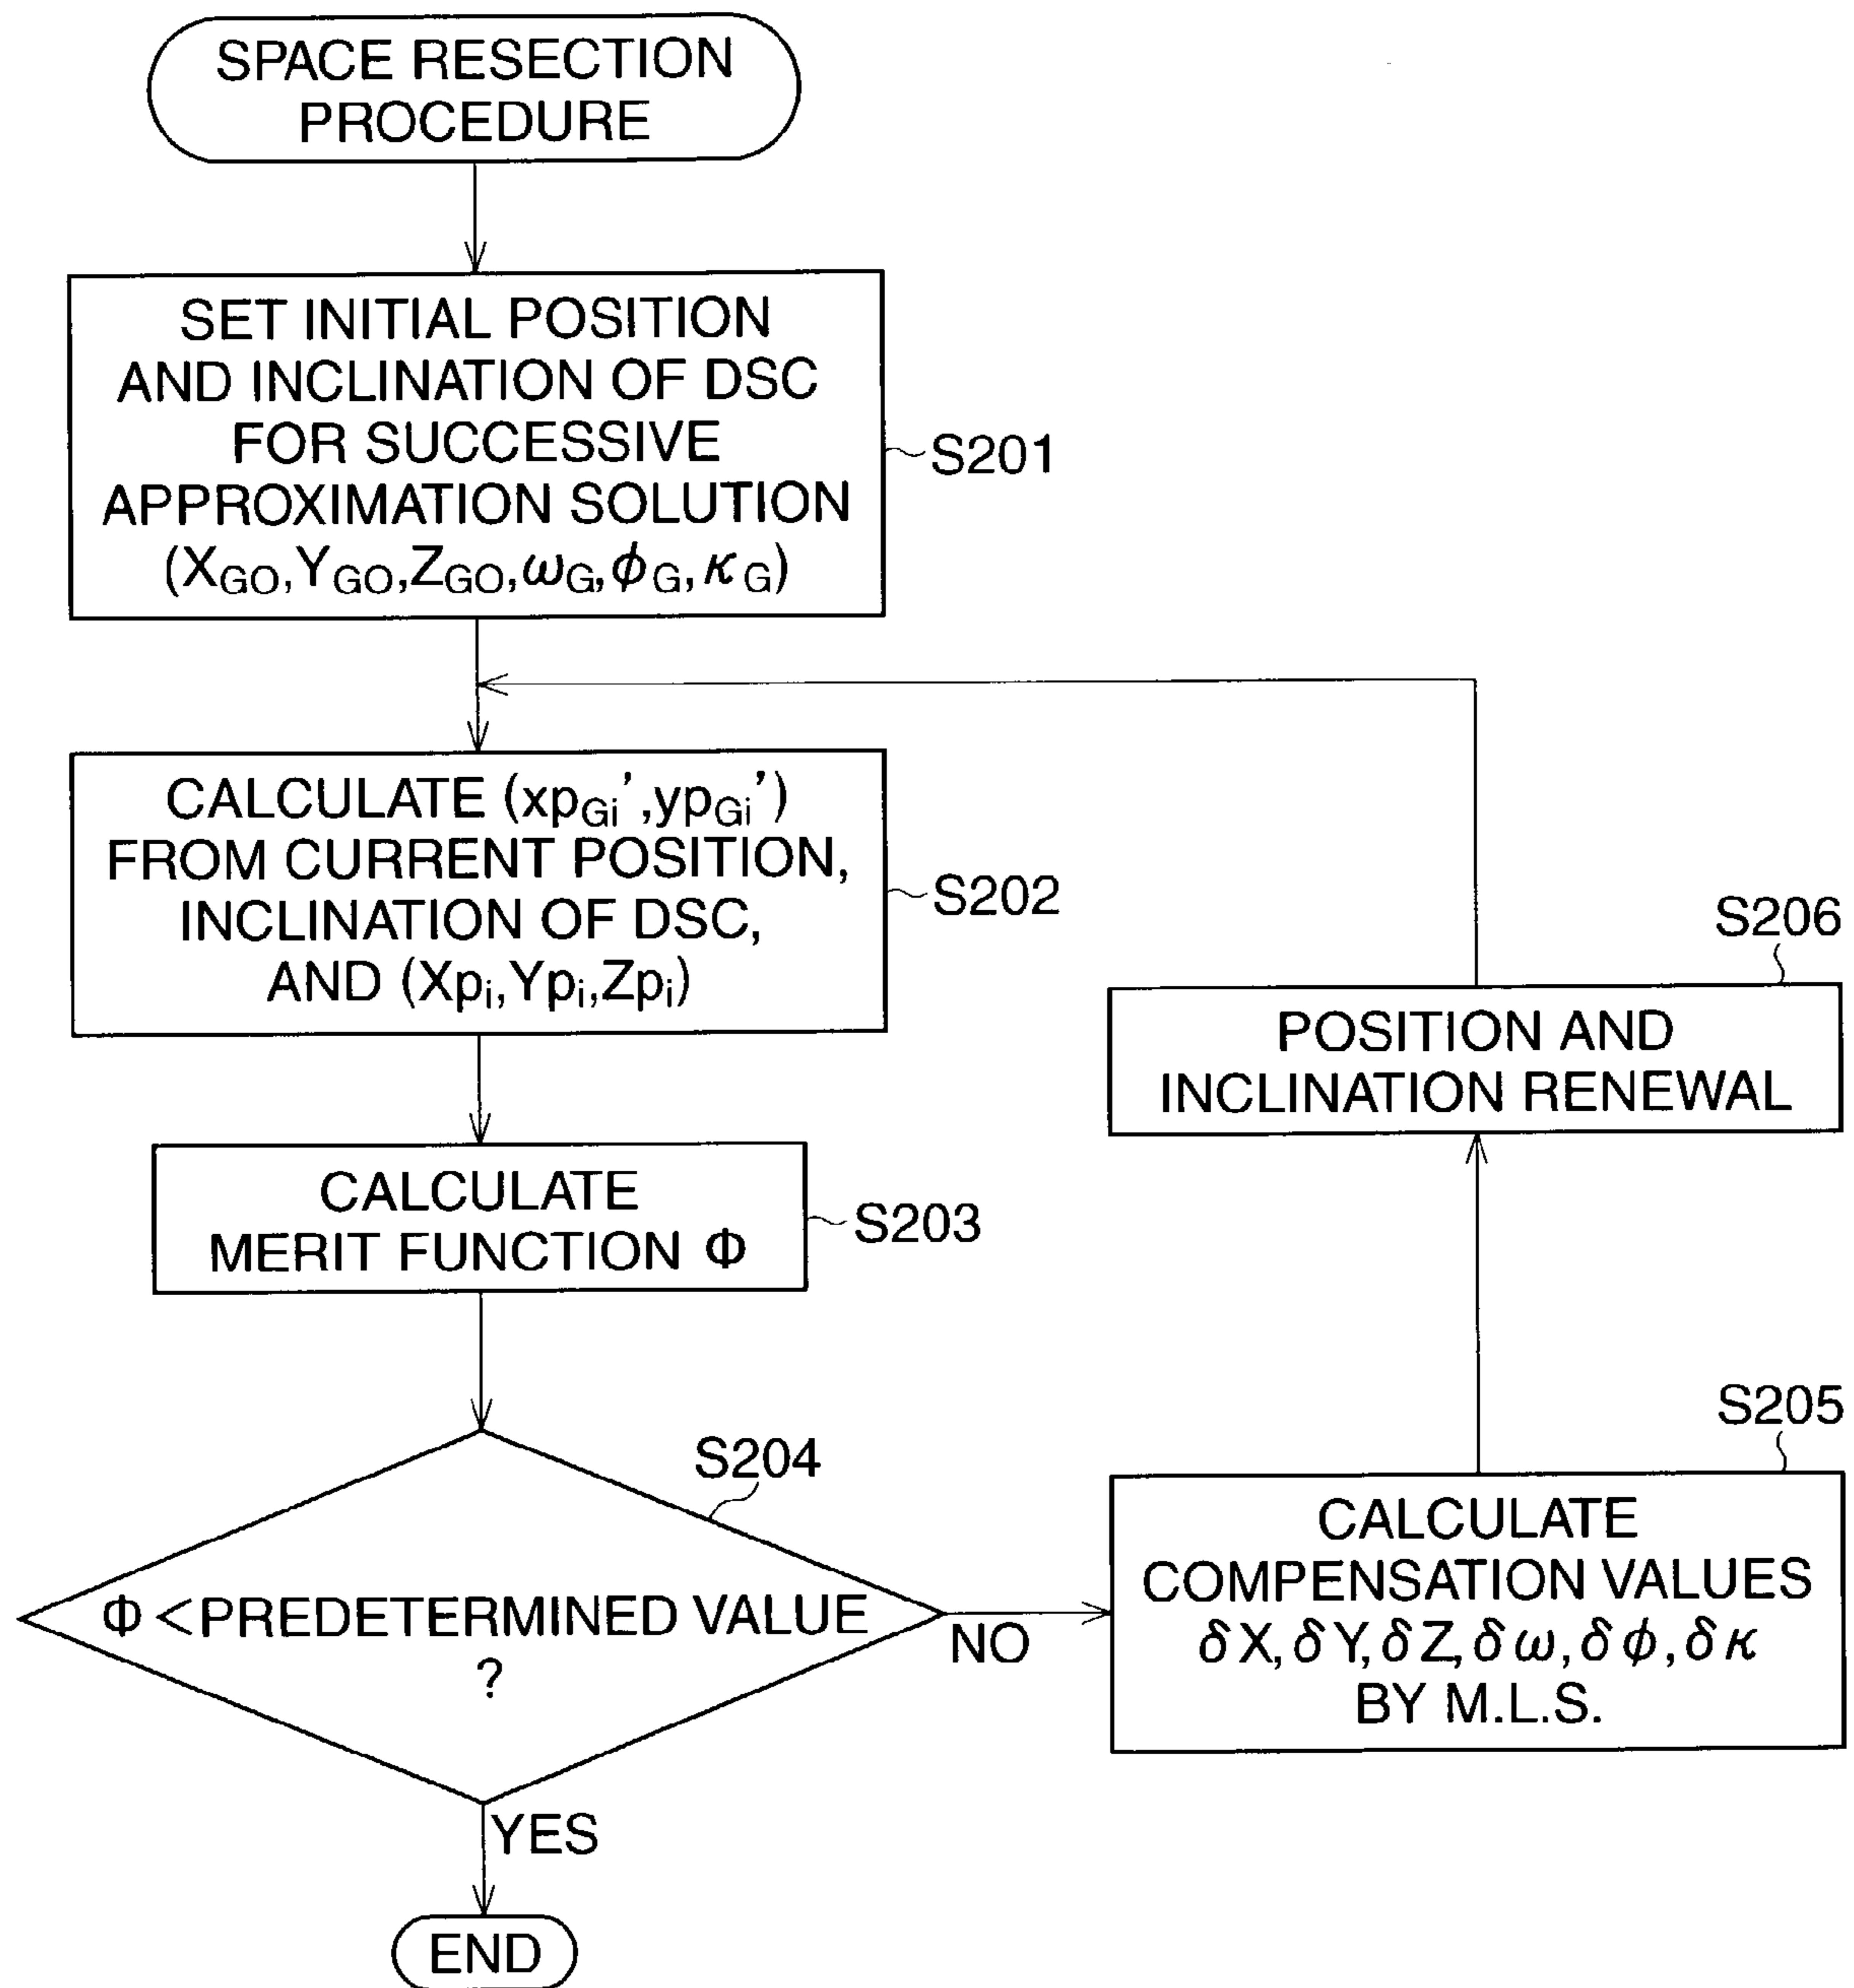 SPACE RESECTION
PROCEDURE
SET INITIAL POSITION
AND INCLINATION OF DSC
FOR SUCCESSIVE
APPROXIMATION SOLUTION
(XGO,YGO,ZGO,ωG,ϕG,κG)
S201
CALCULATE (xpGi',ypGi')
FROM CURRENT POSITION,
INCLINATION OF DSC,
AND (Xpi,Ypi,Zpi)
S202
CALCULATE
MERIT FUNCTION Φ
S203
S204
Φ<PREDETERMINED VALUE
?
NO
YES
END
S205
CALCULATE
COMPENSATION VALUES
δX,δY,δZ,δω,δϕ,δκ
BY M.L.S.
S206
POSITION AND
INCLINATION RENEWAL